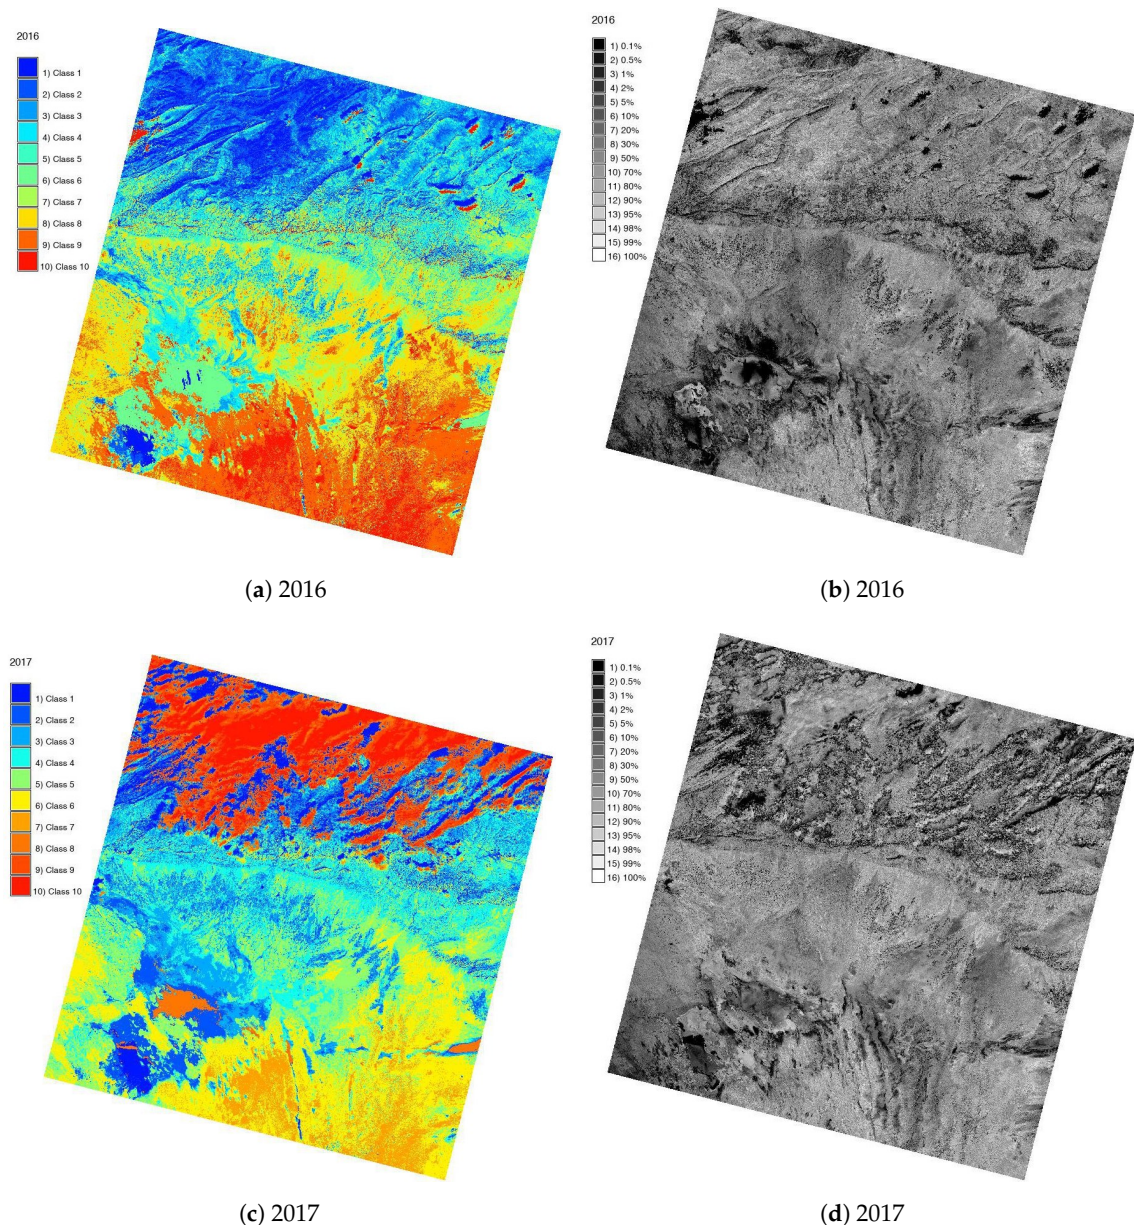 2016
1) Class 1
2) Class 2
3) Class 3
4) Class 4
5) Class 5
6) Class 6
7) Class 7
8) Class 8
9) Class 9
10) Class 10
2016
1) 0.1%
2) 0.5%
3) 1%
4) 2%
5) 5%
6) 10%
7) 20%
8) 30%
9) 50%
10) 70%
11) 80%
12) 90%
13) 95%
14) 98%
15) 99%
16) 100%
(a) 2016
(b) 2016
2017
1) Class 1
2) Class 2
3) Class 3
4) Class 4
5) Class 5
6) Class 6
7) Class 7
8) Class 8
9) Class 9
10) Class 10
2017
1) 0.1%
2) 0.5%
3) 1%
4) 2%
5) 5%
6) 10%
7) 20%
8) 30%
9) 50%
10) 70%
11) 80%
12) 90%
13) 95%
14) 98%
15) 99%
16) 100%
(c) 2017
(d) 2017